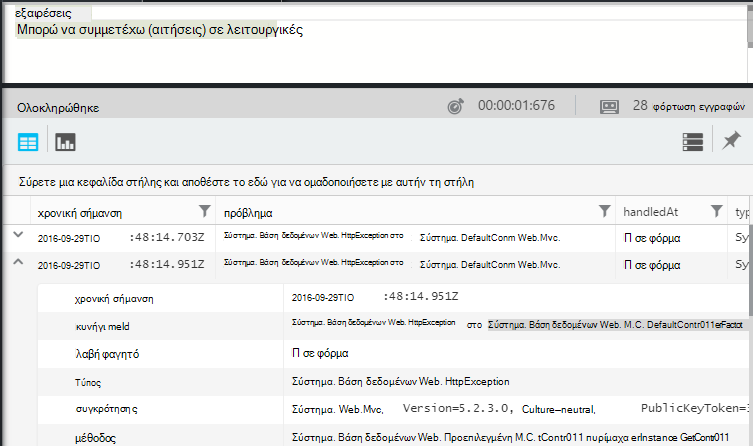 εξαιρέσεις
Μπορώ να συμμετέχω (αιτήσεις) σε λειτουργικές
Ολοκληρώθηκε 00:00:01:676 28 φόρτωση εγγραφών
Σύρετε μια κεφαλίδα στήλης και αποθέστε το εδώ για να ομαδοποιήσετε με αυτήν τη στήλη
χρονική σήμανση πρόβλημα handledAt typ
2016-09-29TIO :48:14.703Z Σύστημα. Βάση δεδομένων Web. HttpException στο Σύστημα. DefaultConm Web.Mvc. Π σε φόρμα Sy
2016-09-29TIO :48:14.951Z Σύστημα. Βάση δεδομένων Web. HttpException στο Σύστημα. DefaultConm Web.Mvc. Π σε φόρμα Sy
χρονική σήμανση 2016-09-29TIO :48:14.951Z
κυνήγι meld Σύστημα. Βάση δεδομένων Web. HttpException στο Σύστημα. Βάση δεδομένων Web. M.C. DefaultContr011erFactot
λαβή φαγητό Π σε φόρμα
Τύπος Σύστημα. Βάση δεδομένων Web. HttpException
συγκρότησης Σύστημα. Web.Mvc, Version=5.2.3.0, Culture—neutral, PublicKeyToken=3
μέθοδος Σύστημα. Βάση δεδομένων Web. Προεπιλεγμένη M.C. tContr011 πυρίμαχα erInstance GetContr011